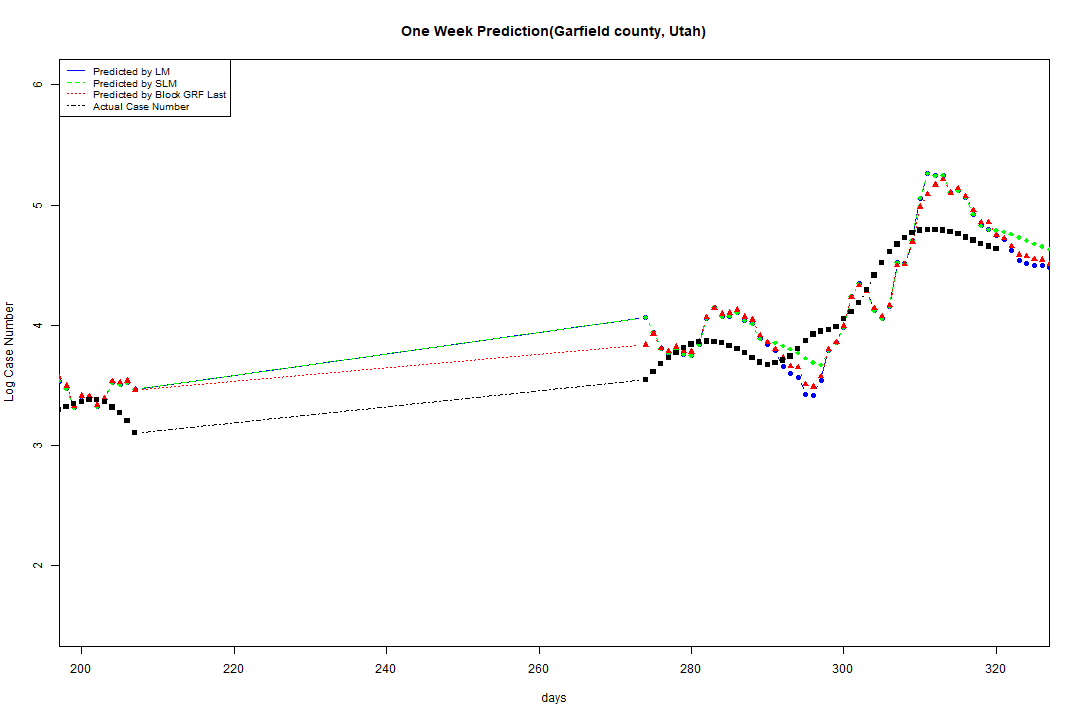 One Week Prediction(Garfield county, Utah)
Predicted by LM
Predicted by SLM
Predicted by Block GRF Last
Actual Case Number
6
5
4
3
2
Log Case Number
200 220 240 260 280 300 320
days